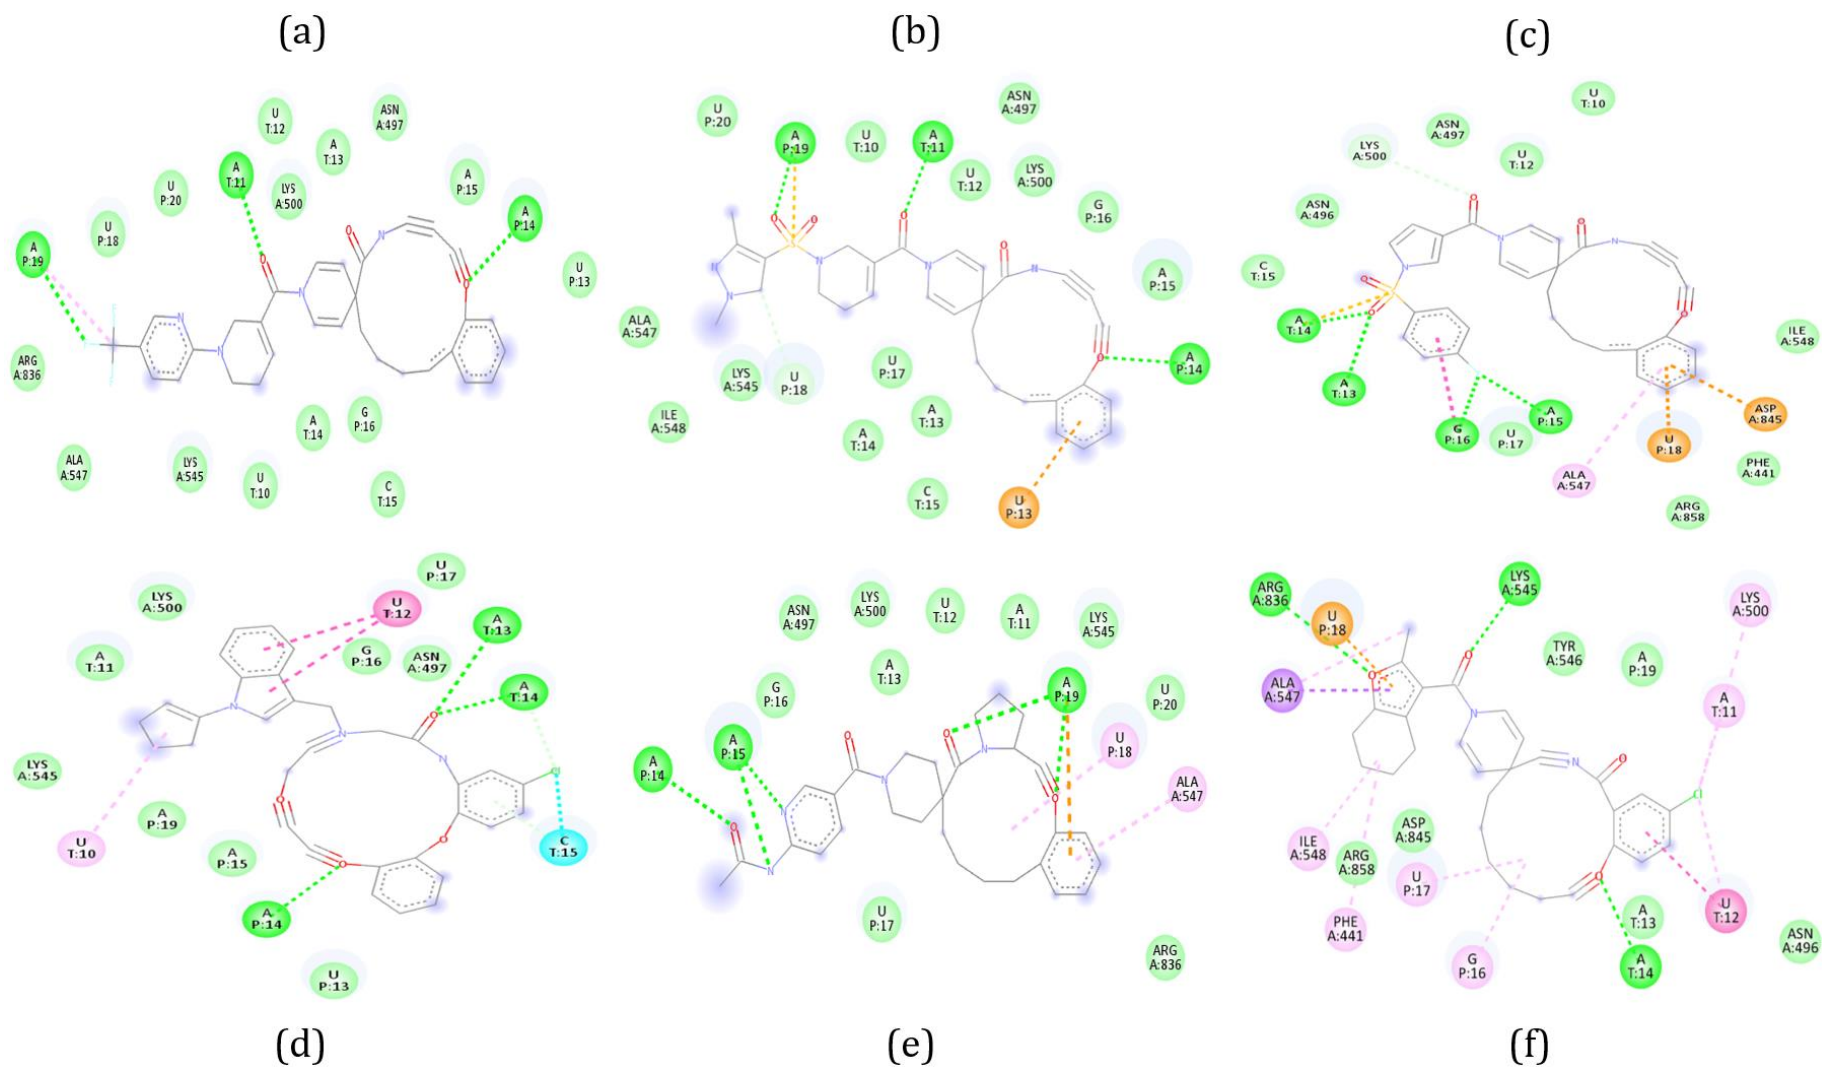 (a)
(b)
(c)
U
T:12
ASN
A:497
A
T:13
A
T:11
LYS
A:500
A
P:15
U
P:20
A
P:14
U
P:18
A
P:19
U
P:13
O
O
N
O
N
N
N
ARG
A:836
A
T:14
G
P:16
ALA
A:547
LYS
A:545
U
T:10
C
T:15
U
P:20
A
P:19
U
T:10
A
T:11
ASN
A:497
U
T:12
LYS
A:500
G
P:16
A
P:15
O
O
S
O
O
N
N
N
N
NH
O
ALA
A:547
LYS
A:545
U
P:18
U
P:17
A
P:14
ILE
A:548
A
T:14
A
T:13
C
T:15
U
P:13
U
T:10
ASN
A:497
LYS
A:500
U
T:12
ASN
A:496
C
T:15
O
N
N
O
N
O
S
O
O
A
T:14
ILE
A:548
A
T:13
G
P:16
U
P:17
A
P:15
ASP
A:845
U
P:18
ALA
A:547
PHE
A:441
ARG
A:858
U
P:17
LYS
A:500
U
T:12
A
T:13
A
T:11
G
P:16
ASN
A:497
A
T:14
N
N
O
N
O
Cl
O
O
LYS
A:545
A
P:19
U
T:10
A
P:15
C
T:15
A
P:14
U
P:13
ASN
A:497
LYS
A:500
U
T:12
A
T:11
LYS
A:545
A
T:13
G
P:16
A
P:19
U
P:20
A
P:15
U
P:18
A
P:14
ALA
A:547
O
N
O
N
N
O
O
N
U
P:17
ARG
A:836
ARG
A:836
U
P:18
LYS
A:545
LYS
A:500
TYR
A:546
A
P:19
ALA
A:547
A
T:11
O
O
N
N
O
Cl
O
ILE
A:548
ARG
A:858
ASP
A:845
U
P:17
PHE
A:441
G
P:16
A
T:13
U
T:12
A
T:14
ASN
A:496
(d)
(e)
(f)